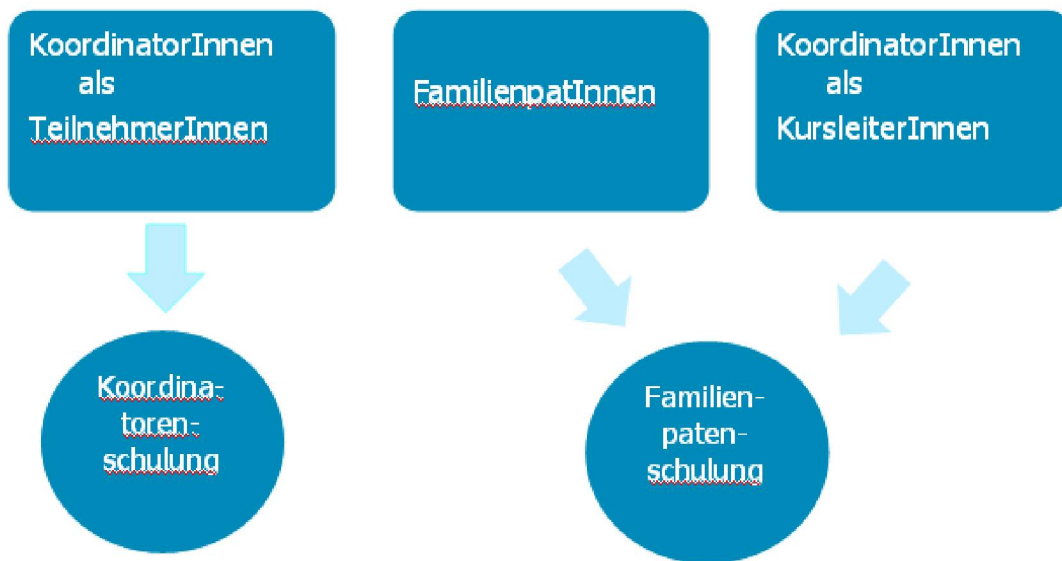 KoordinatorInnen
als
TeilnehmerInnen
FamilienpatInnen
KoordinatorInnen
als
KursleiterInnen
Koordina-
toren-
schulung
Familien-
paten-
schulung